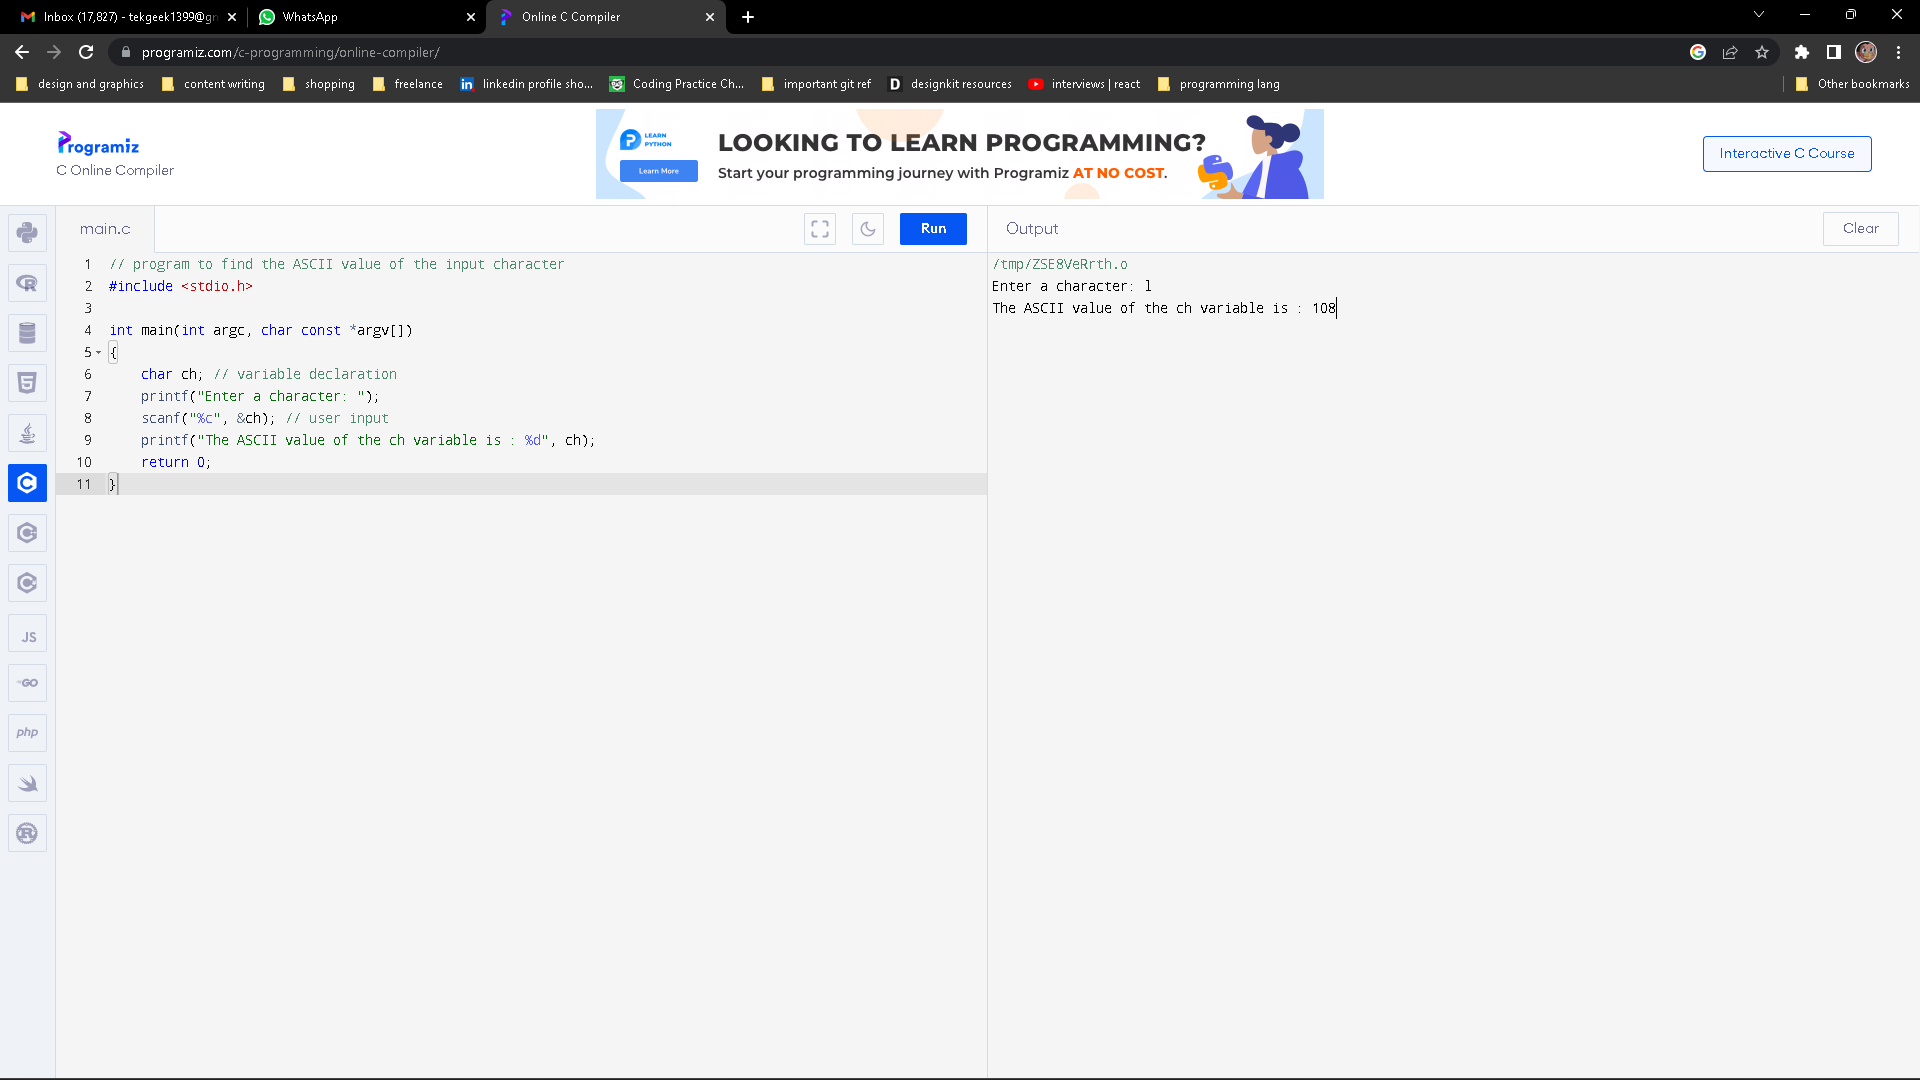 Inbox (17,827) - tekgeek1399@gm
WhatsApp
Online C Compiler
programiz.com/c-programming/online-compiler/
design and graphics
content writing
shopping
freelance
linkedin profile sho...
Coding Practice Ch...
important git ref
designkit resources
interviews | react
programming lang
Other bookmarks
Programiz
C Online Compiler
LEARN
PYTHON
Learn More
LOOKING TO LEARN PROGRAMMING?
Start your programming journey with Programiz AT NO COST.
Interactive C Course
main.c
Run
Output
Clear
1 // program to find the ASCII value of the input character
2 #include <stdio.h>
3
4 int main(int argc, char const *argv[])
5 {
6     char ch; // variable declaration
7     printf("Enter a character: ");
8     scanf("%c", &ch); // user input
9     printf("The ASCII value of the ch variable is : %d", ch);
10     return 0;
11 }
/tmp/ZSE8VeRrth.o
Enter a character: l
The ASCII value of the ch variable is : 108
JS
GO
php